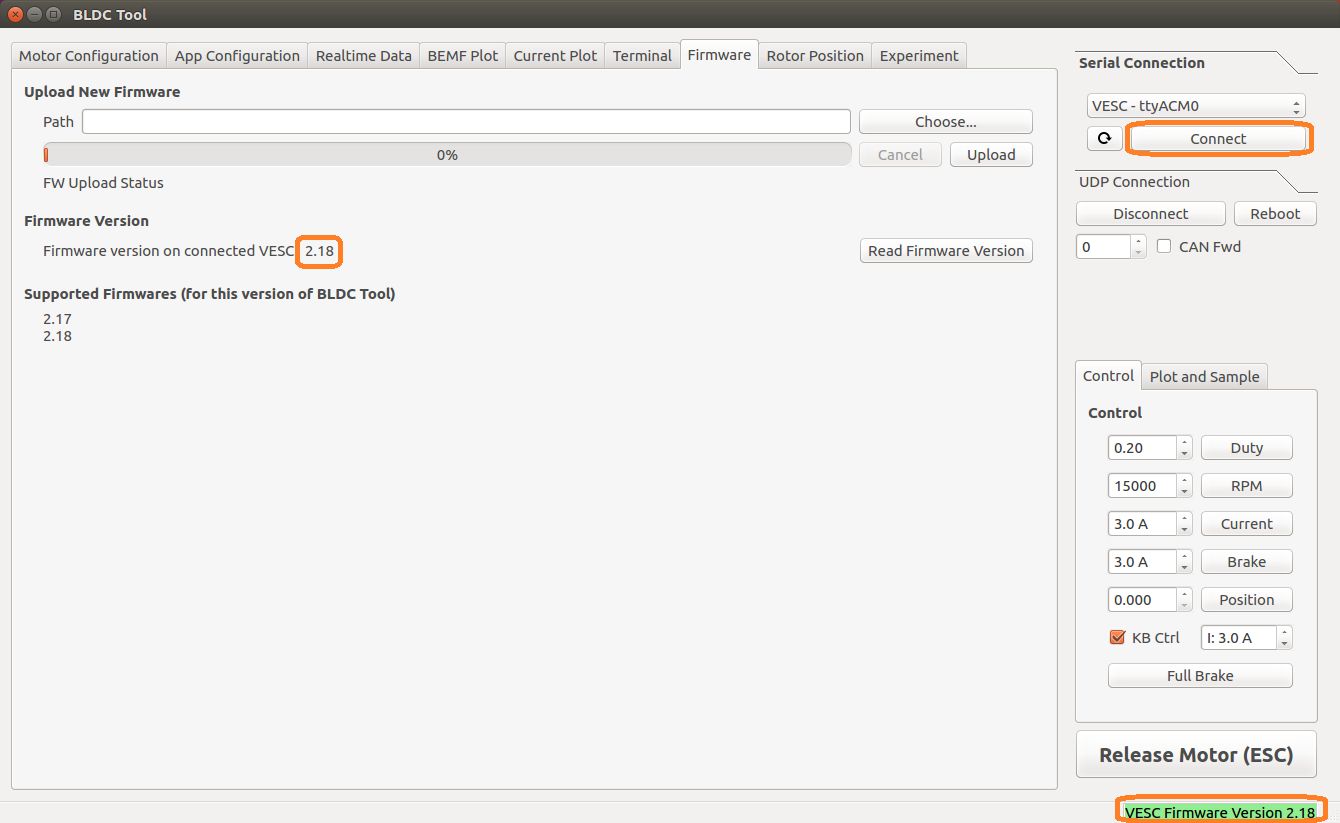 BLDC Tool
Motor Configuration App Configuration Realtime Data BEMF Plot Current Plot Terminal Firmware Rotor Position Experiment
Upload New Firmware
Path Choose...
0% Cancel Upload
FW Upload Status
Firmware Version
Firmware version on connected VESC 2.18 Read Firmware Version
Supported Firmwares (for this version of BLDC Tool)
2.17
2.18
Serial Connection
VESC - ttyACM0
Connect
UDP Connection
Disconnect Reboot
0 CAN Fwd
Control Plot and Sample
Control
0.20 Duty
15000 RPM
3.0 A Current
3.0 A Brake
0.000 Position
KB Ctrl I: 3.0 A
Full Brake
Release Motor (ESC)
VESC Firmware Version 2.18